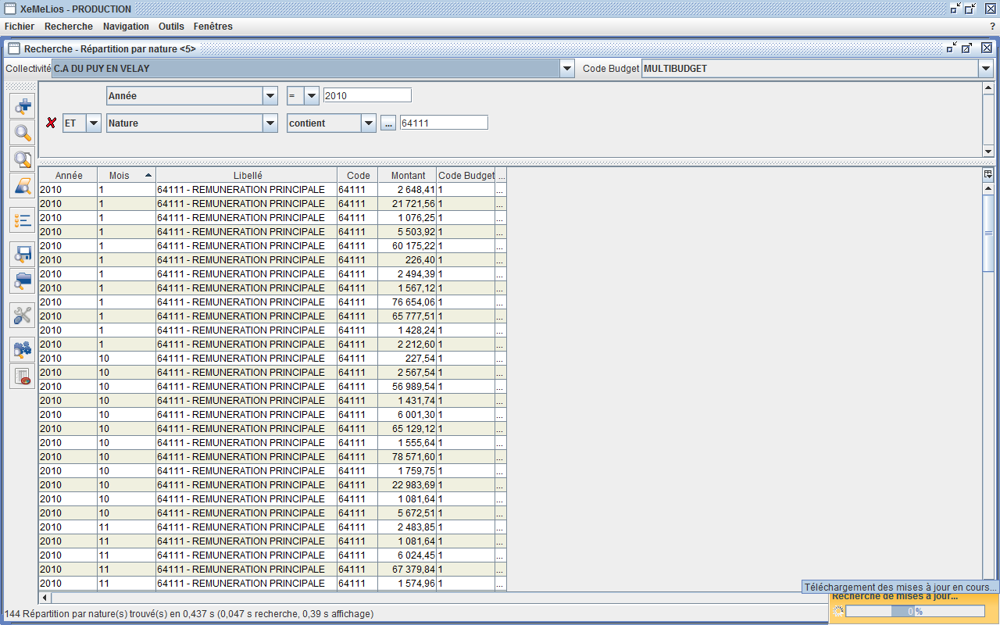 XeMeLios - PRODUCTION
Fichier Recherche Navigation Outils Fenêtres ?
Recherche - Répartition par nature <5>
Collectivité C.A DU PUY EN VELAY Code Budget MULTIBUDGET
Année = 2010
ET Nature contient ... 64111
Année Mois Libellé Code Montant Code Budget ...
2010 1 64111 - REMUNERATION PRINCIPALE 64111 2 648,41 1 ...
2010 1 64111 - REMUNERATION PRINCIPALE 64111 21 721,56 1 ...
2010 1 64111 - REMUNERATION PRINCIPALE 64111 1 076,25 1 ...
2010 1 64111 - REMUNERATION PRINCIPALE 64111 5 503,92 1 ...
2010 1 64111 - REMUNERATION PRINCIPALE 64111 60 175,22 1 ...
2010 1 64111 - REMUNERATION PRINCIPALE 64111 226,40 1 ...
2010 1 64111 - REMUNERATION PRINCIPALE 64111 2 494,39 1 ...
2010 1 64111 - REMUNERATION PRINCIPALE 64111 1 567,12 1 ...
2010 1 64111 - REMUNERATION PRINCIPALE 64111 76 654,06 1 ...
2010 1 64111 - REMUNERATION PRINCIPALE 64111 65 777,51 1 ...
2010 1 64111 - REMUNERATION PRINCIPALE 64111 1 428,24 1 ...
2010 1 64111 - REMUNERATION PRINCIPALE 64111 2 212,60 1 ...
2010 10 64111 - REMUNERATION PRINCIPALE 64111 227,54 1 ...
2010 10 64111 - REMUNERATION PRINCIPALE 64111 2 567,54 1 ...
2010 10 64111 - REMUNERATION PRINCIPALE 64111 56 989,54 1 ...
2010 10 64111 - REMUNERATION PRINCIPALE 64111 1 431,74 1 ...
2010 10 64111 - REMUNERATION PRINCIPALE 64111 6 001,30 1 ...
2010 10 64111 - REMUNERATION PRINCIPALE 64111 65 129,12 1 ...
2010 10 64111 - REMUNERATION PRINCIPALE 64111 1 555,64 1 ...
2010 10 64111 - REMUNERATION PRINCIPALE 64111 78 571,60 1 ...
2010 10 64111 - REMUNERATION PRINCIPALE 64111 1 759,75 1 ...
2010 10 64111 - REMUNERATION PRINCIPALE 64111 22 983,69 1 ...
2010 10 64111 - REMUNERATION PRINCIPALE 64111 1 081,64 1 ...
2010 10 64111 - REMUNERATION PRINCIPALE 64111 5 672,51 1 ...
2010 11 64111 - REMUNERATION PRINCIPALE 64111 2 483,85 1 ...
2010 11 64111 - REMUNERATION PRINCIPALE 64111 1 081,64 1 ...
2010 11 64111 - REMUNERATION PRINCIPALE 64111 6 024,45 1 ...
2010 11 64111 - REMUNERATION PRINCIPALE 64111 67 379,84 1 ...
2010 11 64111 - REMUNERATION PRINCIPALE 64111 1 574,96 1 ...
Téléchargement des mises à jour en cours...
Recherche de mises à jour...
0 %
144 Répartition par nature(s) trouvé(s) en 0,437 s (0,047 s recherche, 0,39 s affichage)